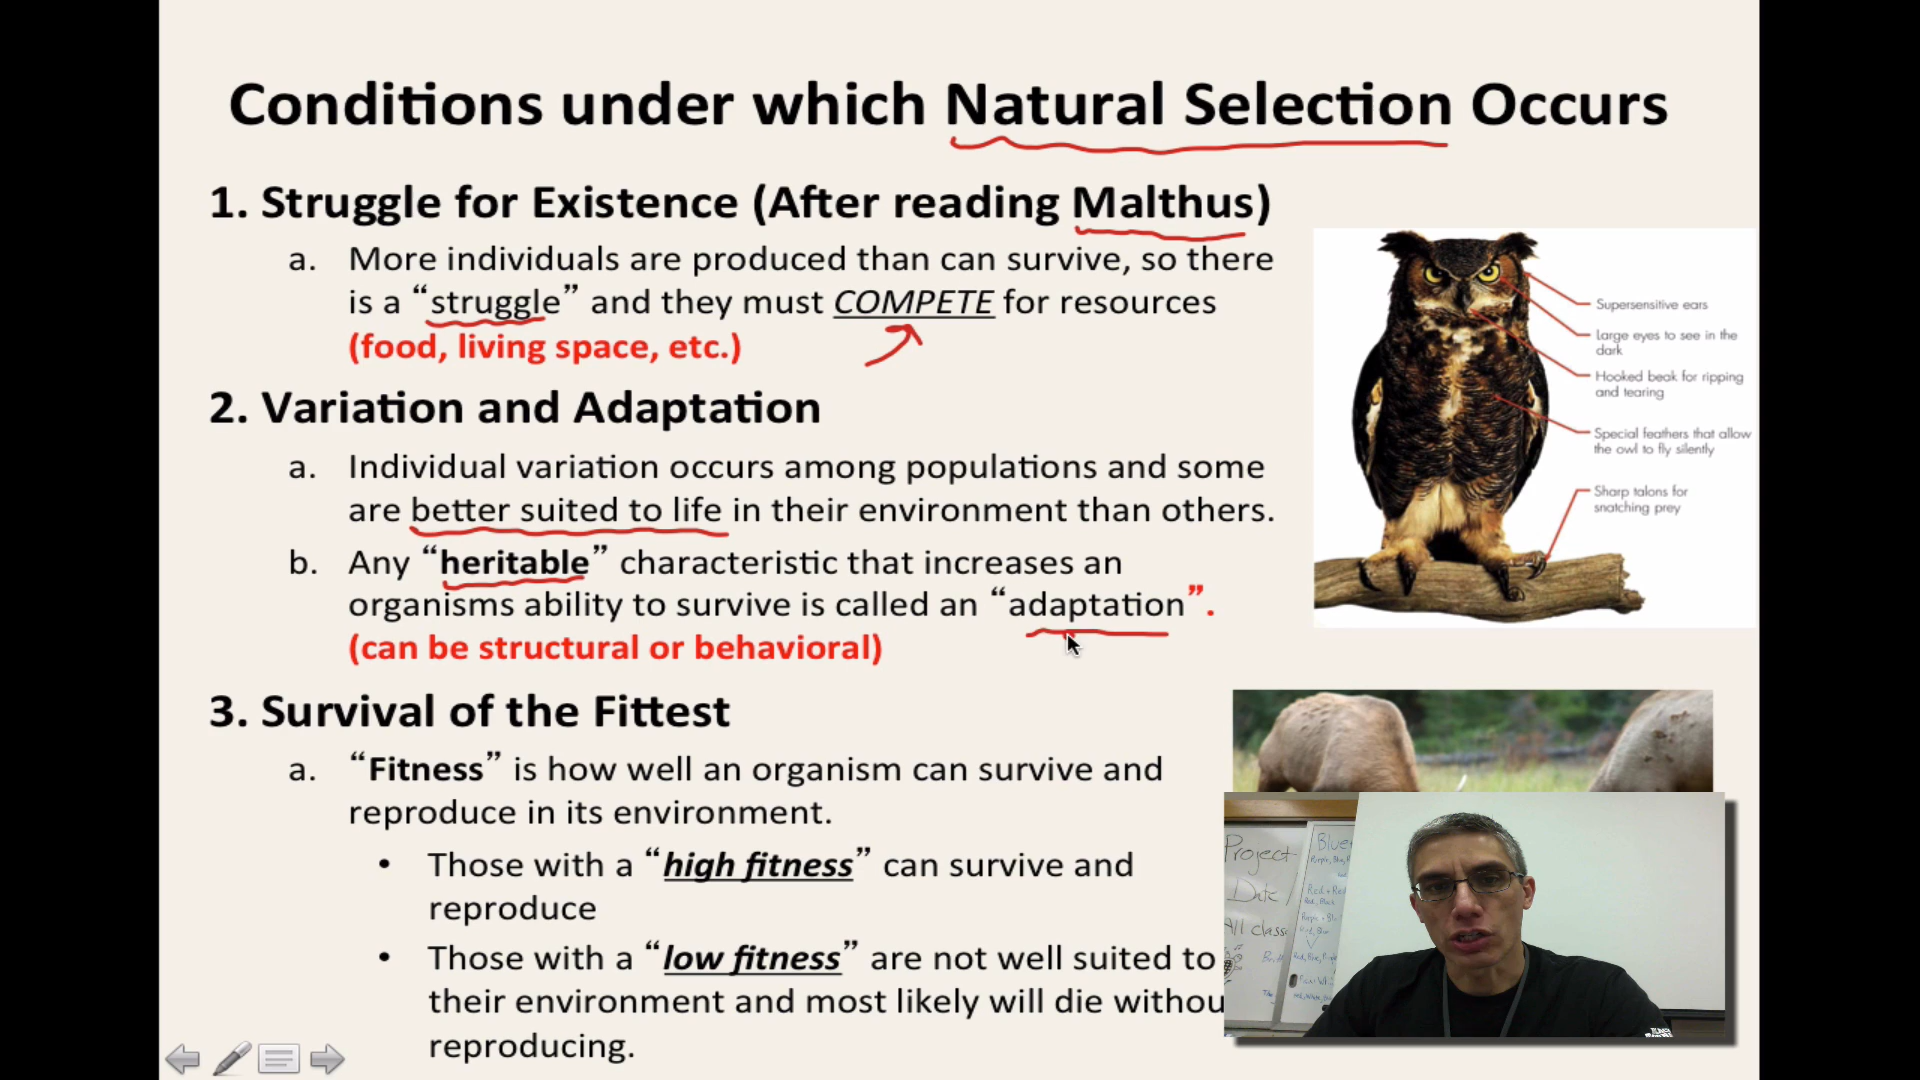 Conditions under which Natural Selection Occurs
1. Struggle for Existence (After reading Malthus)
a. More individuals are produced than can survive, so there
is a “struggle” and they must COMPETE for resources
(food, living space, etc.)
2. Variation and Adaptation
a. Individual variation occurs among populations and some
are better suited to life in their environment than others.
b. Any “heritable” characteristic that increases an
organisms ability to survive is called an “adaptation”.
(can be structural or behavioral)
3. Survival of the Fittest
a. “Fitness” is how well an organism can survive and
reproduce in its environment.
• Those with a “high fitness” can survive and
reproduce
• Those with a “low fitness” are not well suited to
their environment and most likely will die withou
reproducing.
Supersensitive ears
Large eyes to see in the
dark
Hooked beak for ripping
and tearing
Special feathers that allow
the owl to fly silently
Sharp talons for
snatching prey
Project
Date
All class
Blue